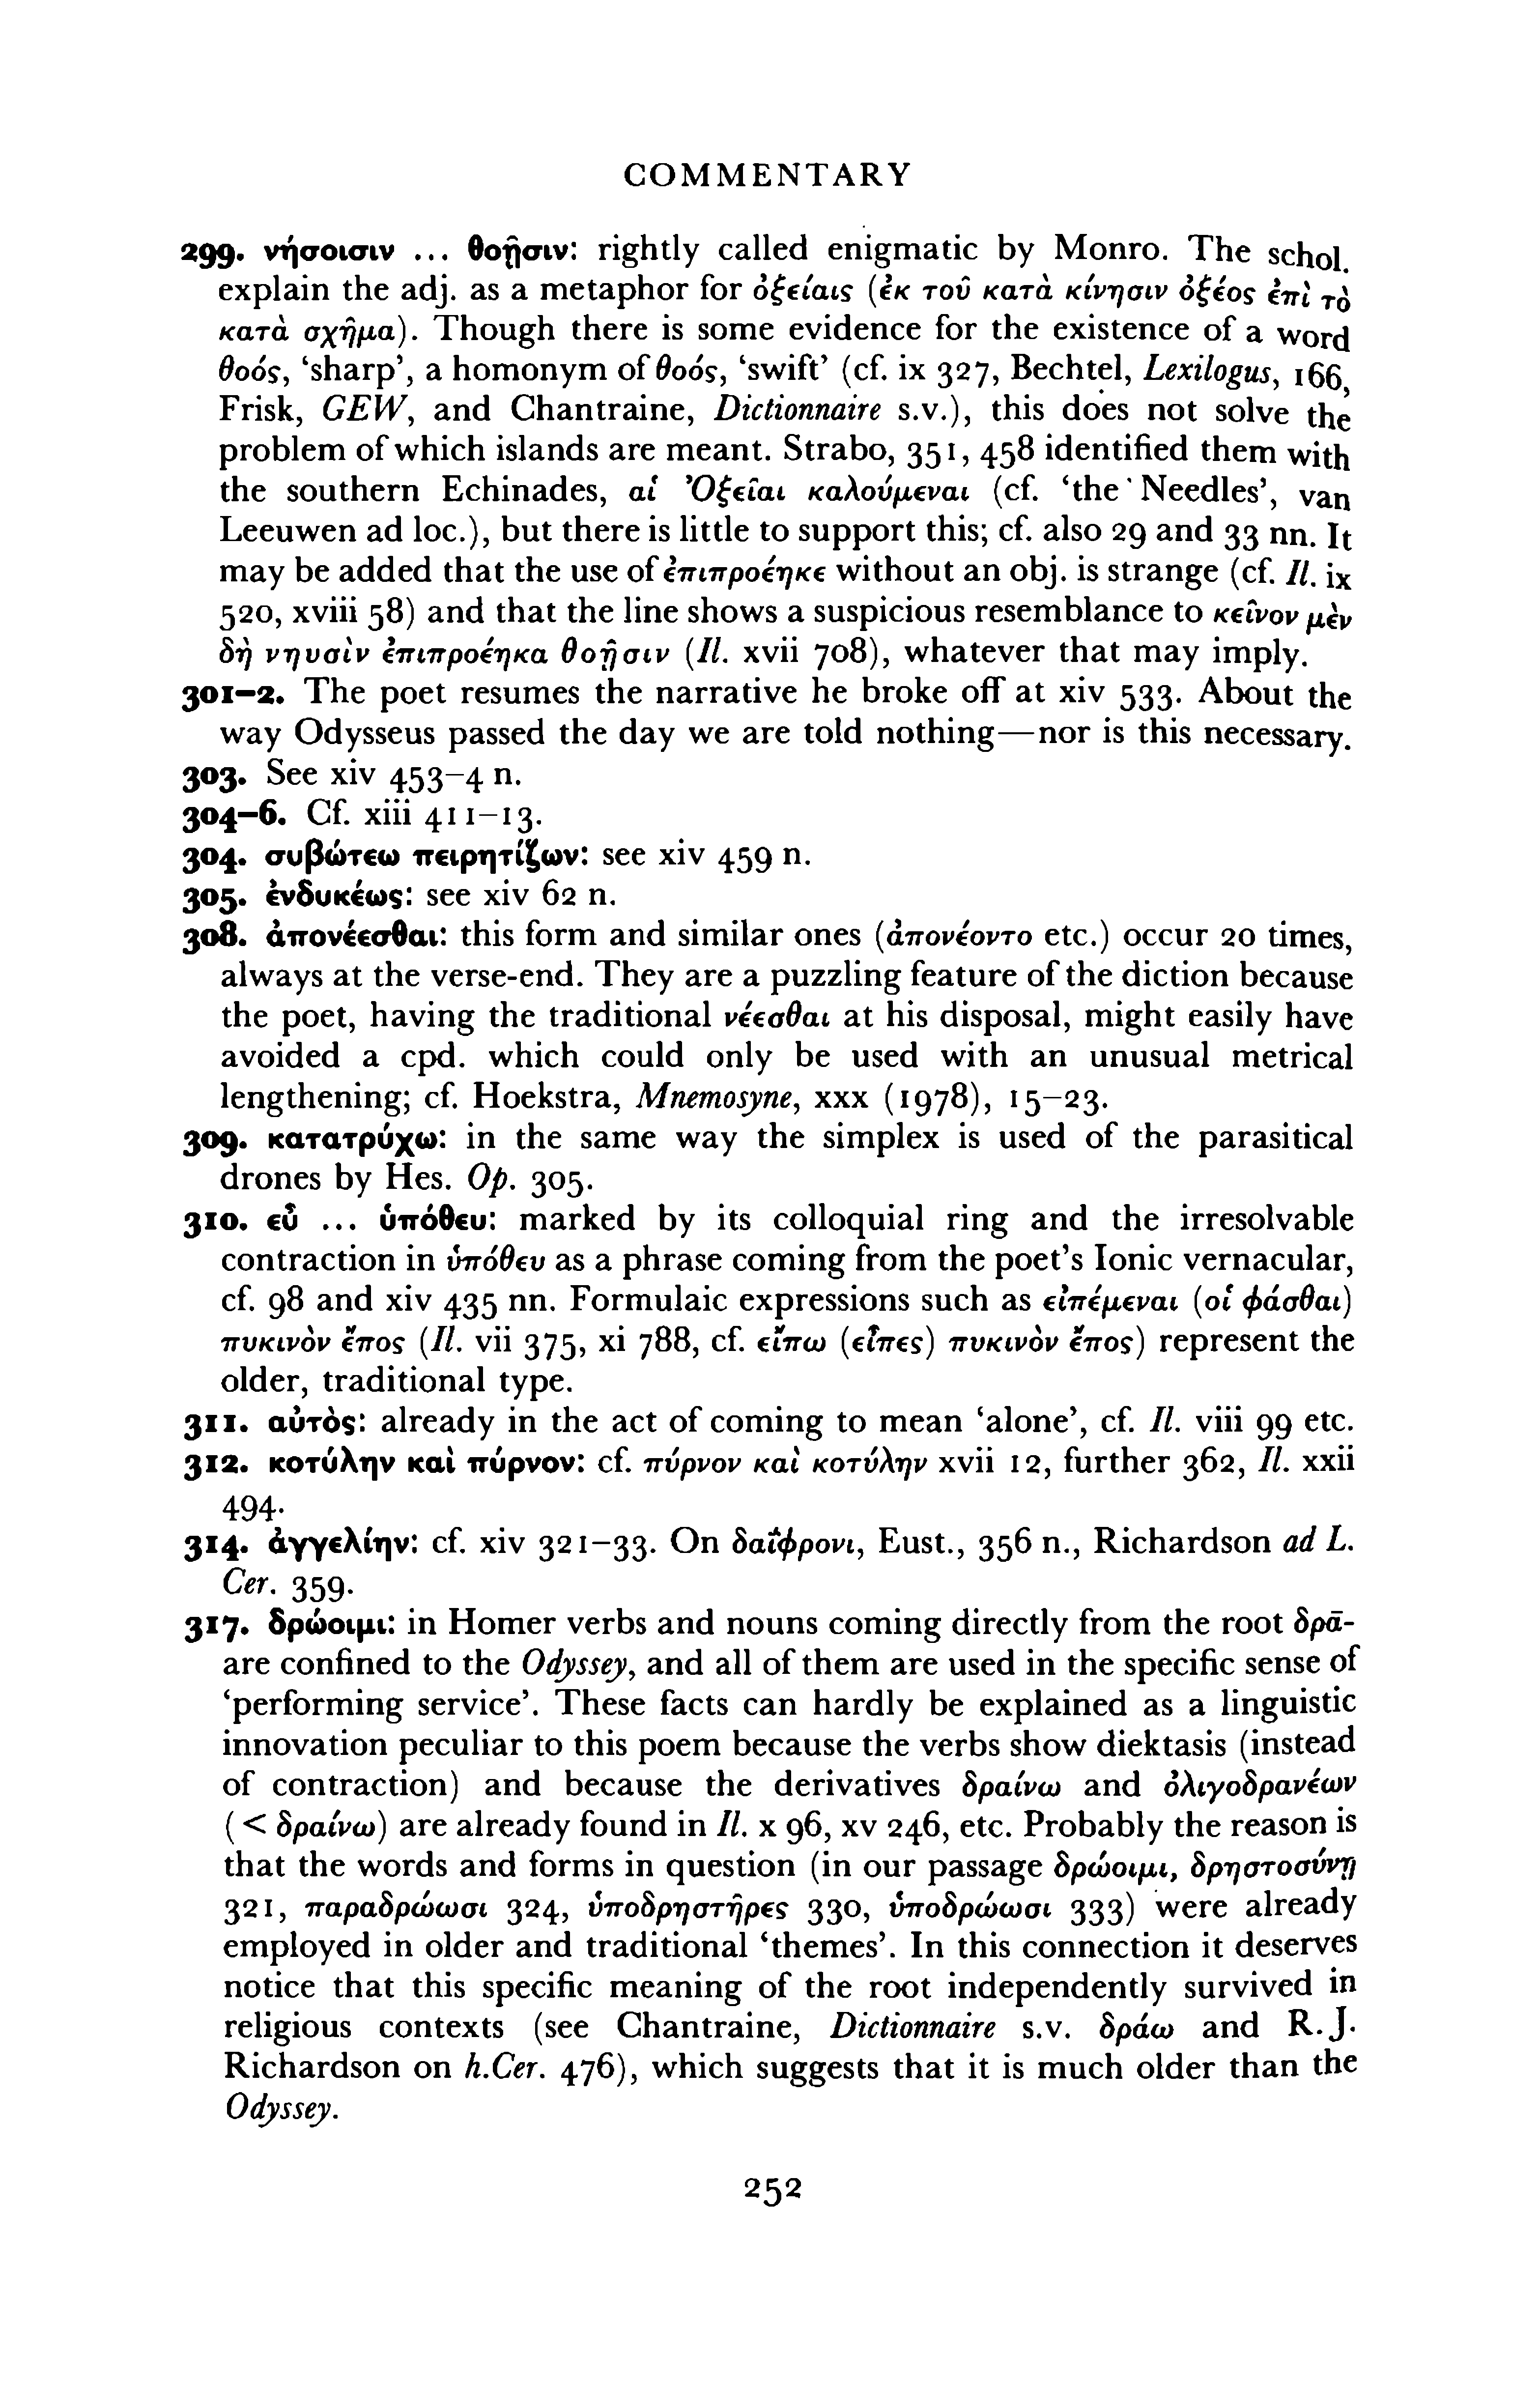 COMMENTARY
299. νήσοισιν ... θοῇσιν: rightly called enigmatic by Monro. The schol.
explain the adj. as a metaphor for ὀξείαις (ἐκ τοῦ κατὰ κίνησιν ὀξέος ἐπὶ τὸ
κατὰ σχῆμα). Though there is some evidence for the existence of a word
θοός, ‘sharp’, a homonym of θοός, ‘swift’ (cf. ix 327, Bechtel, Lexilogus, 166,
Frisk, GEW, and Chantraine, Dictionnaire s.v.), this does not solve the
problem of which islands are meant. Strabo, 351, 458 identified them with
the southern Echinades, αἱ Ὀξεῖαι καλούμεναι (cf. ‘the Needles’, van
Leeuwen ad loc.), but there is little to support this; cf. also 29 and 33 nn. It
may be added that the use of ἐπιπροέηκε without an obj. is strange (cf. Il. ix
520, xviii 58) and that the line shows a suspicious resemblance to κεῖνον μὲν
δὴ νηυσὶν ἐπιπροέηκα θοῇσιν (Il. xvii 708), whatever that may imply.
301–2. The poet resumes the narrative he broke off at xiv 533. About the
way Odysseus passed the day we are told nothing—nor is this necessary.
303. See xiv 453–4 n.
304–6. Cf. xiii 411–13.
304. συβώτεω πειρητίζων: see xiv 459 n.
305. ἐνδυκέως: see xiv 62 n.
308. ἀπονέεσθαι: this form and similar ones (ἀπονέοντο etc.) occur 20 times,
always at the verse-end. They are a puzzling feature of the diction because
the poet, having the traditional νέεσθαι at his disposal, might easily have
avoided a cpd. which could only be used with an unusual metrical
lengthening; cf. Hoekstra, Mnemosyne, xxx (1978), 15–23.
309. κατατρύχω: in the same way the simplex is used of the parasitical
drones by Hes. Op. 305.
310. εὖ ... ὑπόθευ: marked by its colloquial ring and the irresolvable
contraction in ὑπόθευ as a phrase coming from the poet’s Ionic vernacular,
cf. 98 and xiv 435 nn. Formulaic expressions such as εἰπέμεναι (οἱ φάσθαι)
πυκινὸν ἔπος (Il. vii 375, xi 788, cf. εἴπω (εἶπες) πυκινὸν ἔπος) represent the
older, traditional type.
311. αὐτὸς: already in the act of coming to mean ‘alone’, cf. Il. viii 99 etc.
312. κοτύλην καὶ πύρνον: cf. πύρνον καὶ κοτύλην xvii 12, further 362, Il. xxii
494.
314. ἀγγελίην: cf. xiv 321–33. On δαΐφρονι, Eust., 356 n., Richardson ad L.
Cer. 359.
317. δρώοιμι: in Homer verbs and nouns coming directly from the root δρᾱ-
are confined to the Odyssey, and all of them are used in the specific sense of
‘performing service’. These facts can hardly be explained as a linguistic
innovation peculiar to this poem because the verbs show diektasis (instead
of contraction) and because the derivatives δραίνω and ὀλιγοδρανέων
(< δραίνω) are already found in Il. x 96, xv 246, etc. Probably the reason is
that the words and forms in question (in our passage δρώοιμι, δρηστοσύνῃ
321, παραδρώωσι 324, ὑποδρηστῆρες 330, ὑποδρώωσι 333) were already
employed in older and traditional ‘themes’. In this connection it deserves
notice that this specific meaning of the root independently survived in
religious contexts (see Chantraine, Dictionnaire s.v. δράω and R.J.
Richardson on h.Cer. 476), which suggests that it is much older than the
Odyssey.
252